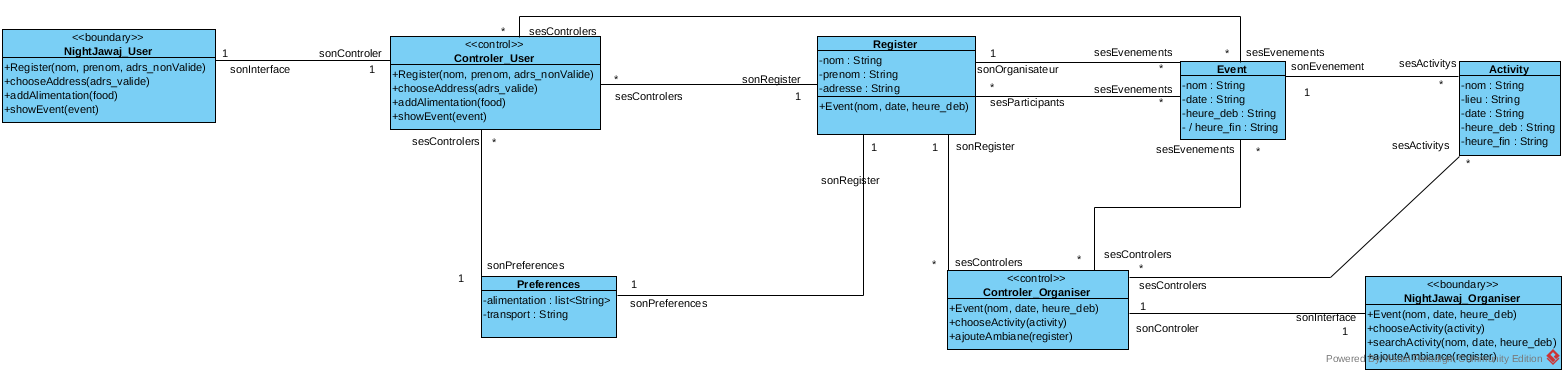 <<boundary>>
NightJawaj_User
+Register(nom, prenom, adrs_nonValide)
+chooseAddress(adrs_valide)
+addAlimentation(food)
+showEvent(event)
1
sonControler
sonInterface
1
*
sesControlers
<<control>>
Controler_User
+Register(nom, prenom, adrs_nonValide)
+chooseAddress(adrs_valide)
+addAlimentation(food)
+showEvent(event)
*
sonRegister
sesControlers
1
Register
-nom : String
-prenom : String
-adresse : String
+Event(nom, date, heure_deb)
1
sesEvenements
sonOrganisateur
*
*
sesEvenements
sesParticipants
*
*
sesEvenements
Event
-nom : String
-date : String
-heure_deb : String
- / heure_fin : String
sonEvenement
sesActivitys
1
*
Activity
-nom : String
-lieu : String
-date : String
-heure_deb : String
-heure_fin : String
sesControlers
*
1
1
sonRegister
sesEvenements
*
sesActivitys
*
sonRegister
sonPreferences
1
Preferences
-alimentation : list<String>
-transport : String
1
sonPreferences
*
sesControlers
*
sesControlers
*
sesControlers
<<control>>
Controler_Organiser
+Event(nom, date, heure_deb)
+chooseActivity(activity)
+ajouteAmbiane(register)
1
sonControler
sonInterface
1
<<boundary>>
NightJawaj_Organiser
+Event(nom, date, heure_deb)
+chooseActivity(activity)
+searchActivity(nom, date, heure_deb)
+ajouteAmbiance(register)
Powered By Visual Paradigm Community Edition